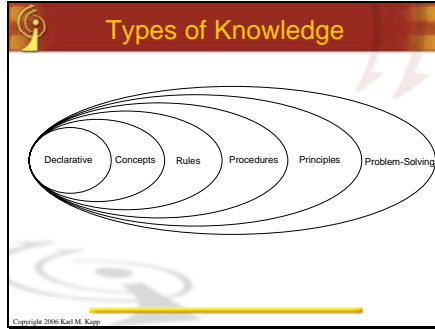 Types of Knowledge
Declarative Concepts Rules Procedures Principles Problem-Solving
Copyright 2006 Karl M. Kapp